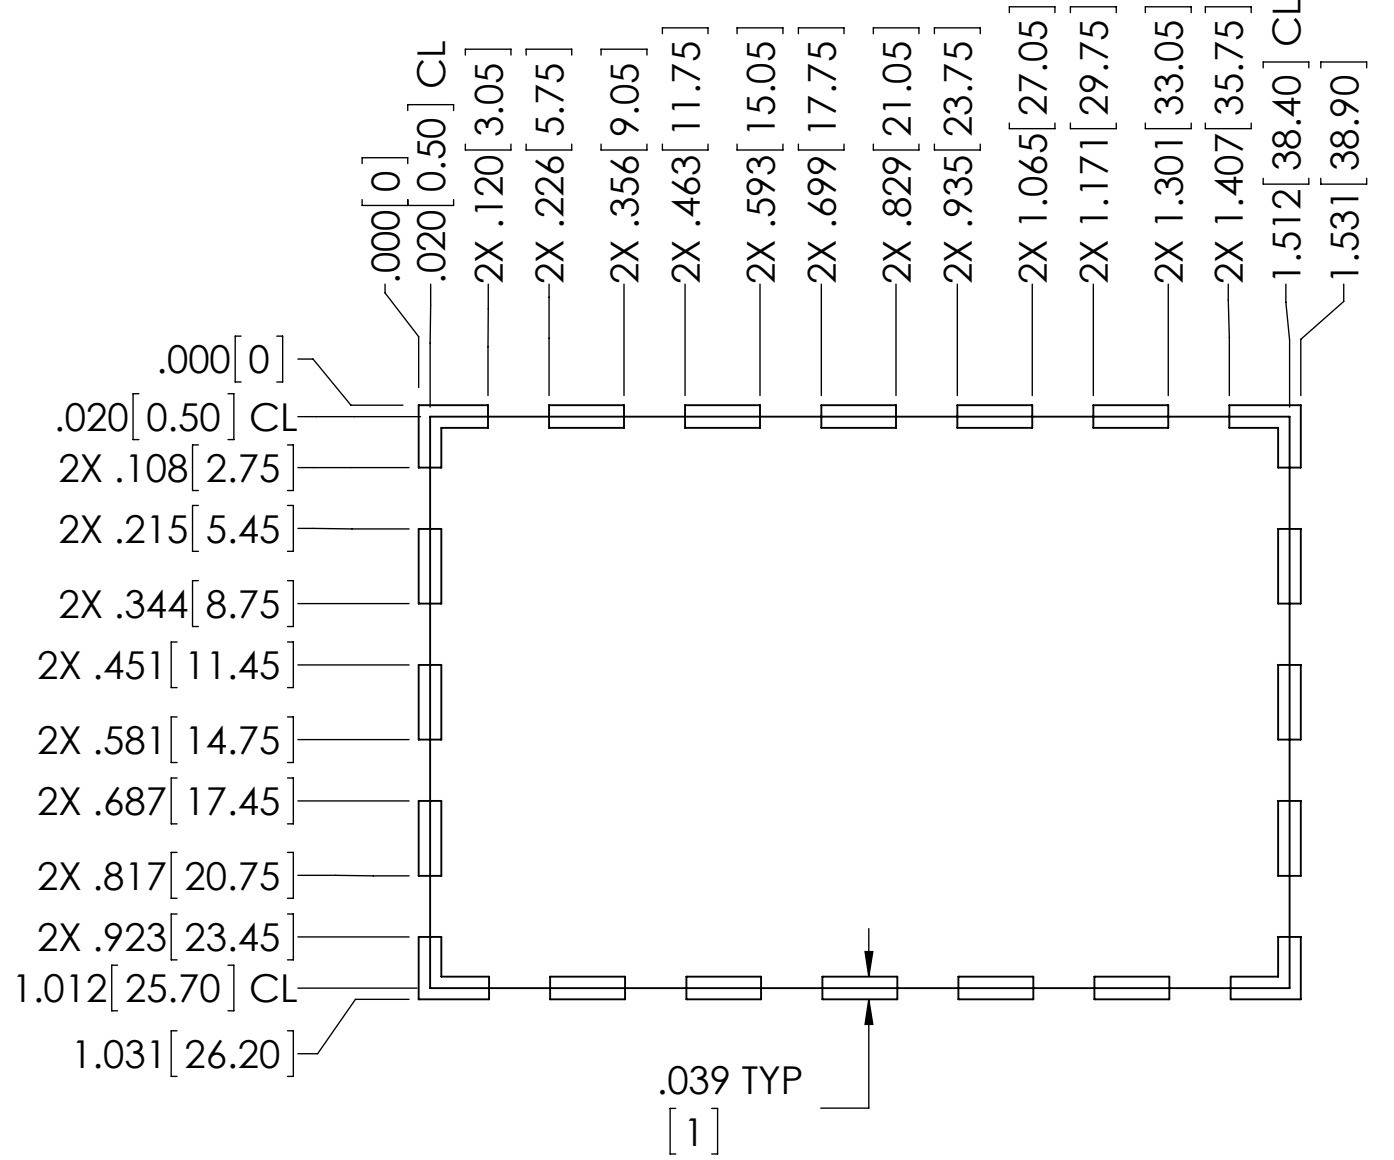 .000[0]
.020[0.50] CL
2X .120[3.05]
2X .226[5.75]
2X .356[9.05]
2X .463[11.75]
2X .593[15.05]
2X .699[17.75]
2X .829[21.05]
2X .935[23.75]
2X 1.065[27.05]
2X 1.171[29.75]
2X 1.301[33.05]
2X 1.407[35.75]
1.512[38.40] CL
1.531[38.90]
.000[0]
.020[0.50] CL
2X .108[2.75]
2X .215[5.45]
2X .344[8.75]
2X .451[11.45]
2X .581[14.75]
2X .687[17.45]
2X .817[20.75]
2X .923[23.45]
1.012[25.70] CL
1.031[26.20]
.039 TYP
[1]